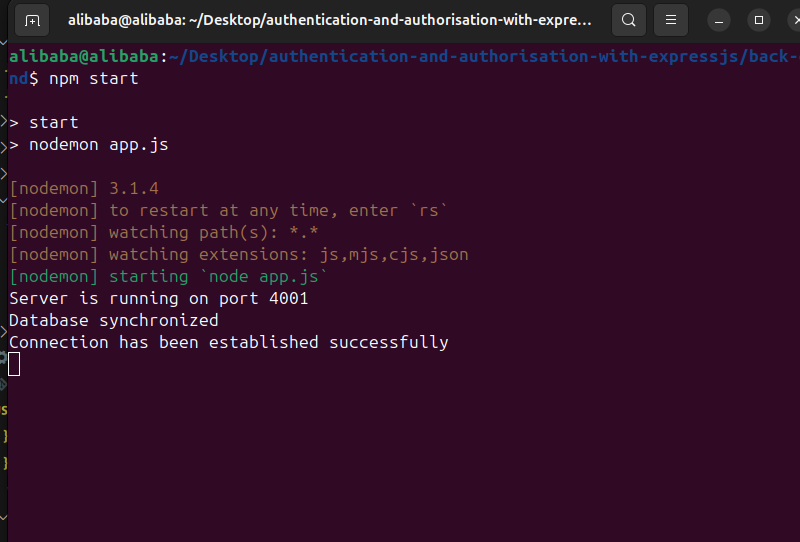 alibaba@alibaba: ~/Desktop/authentication-and-authorisation-with-expre...
alibaba@alibaba:~/Desktop/authentication-and-authorisation-with-expressjs/back-
nd$ npm start
> start
> nodemon app.js
[nodemon] 3.1.4
[nodemon] to restart at any time, enter `rs`
[nodemon] watching path(s): *.*
[nodemon] watching extensions: js,mjs,cjs,json
[nodemon] starting `node app.js`
Server is running on port 4001
Database synchronized
Connection has been established successfully